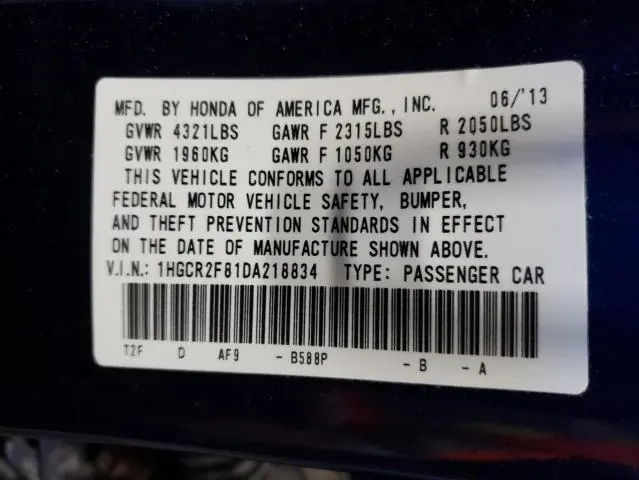 MFD. BY HONDA OF AMERICA MFG., INC. 06/'13
GVWR 4321LBS GAWR F 2315LBS R 2050LBS
GVWR 1960KG GAWR F 1050KG R 930KG
THIS VEHICLE CONFORMS TO ALL APPLICABLE
FEDERAL MOTOR VEHICLE SAFETY, BUMPER,
AND THEFT PREVENTION STANDARDS IN EFFECT
ON THE DATE OF MANUFACTURE SHOWN ABOVE.
V.I.N.: 1HGCR2F81DA218834 TYPE: PASSENGER CAR
T2F D AF9 - B588P - B - A